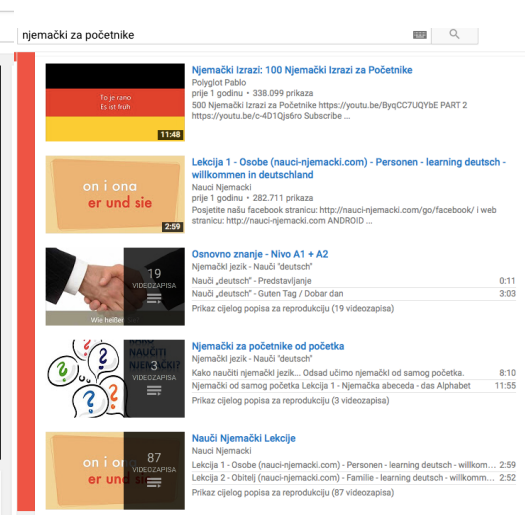 njemački za početnike
To je rano
Es ist früh
11:48
Njemački Izrazi: 100 Njemački Izrazi za Početnike
Polyglot Pablo
prije 1 godinu • 338.099 prikaza
500 Njemački Izrazi za Početnike https://youtu.be/ByqCC7UQYbE PART 2
https://youtu.be/c-4D1Qjs6ro Subscribe ...
on i ona
er und sie
2:59
Lekcija 1 - Osobe (nauci-njemacki.com) - Personen - learning deutsch -
willkommen in deutschland
Nauci Njemacki
prije 1 godinu • 282.711 prikaza
Posjetite našu facebook stranicu: http://nauci-njemacki.com/go/facebook/ i web
stranicu: http://nauci-njemacki.com ANDROID ...
19
VIDEOZAPISA
Wie heißen
Osnovno znanje - Nivo A1 + A2
Njemački jezik - Nauči "deutsch"
Nauči „deutsch" - Predstavljanje 0:11
Nauči „deutsch" - Guten Tag / Dobar dan 3:03
Prikaz cijelog popisa za reprodukciju (19 videozapisa)
KAKO
NAUČITI
NJEMAČKI
3
VIDEOZAPISA
Njemački za početnike od početka
Njemački jezik - Nauči "deutsch"
Kako naučiti njemački jezik... Odsad učimo njemački od samog početka. 8:10
Njemački od samog početka Lekcija 1 - Njemačka abeceda - das Alphabet 11:55
Prikaz cijelog popisa za reprodukciju (3 videozapisa)
on i on
er und
87
VIDEOZAPISA
Nauči Njemački Lekcije
Nauci Njemacki
Lekcija 1 - Osobe (nauci-njemacki.com) - Personen - learning deutsch - willkom... 2:59
Lekcija 2 - Obitelj (nauci-njemacki.com) - Familie - learning deutsch - willkomm... 2:52
Prikaz cijelog popisa za reprodukciju (87 videozapisa)